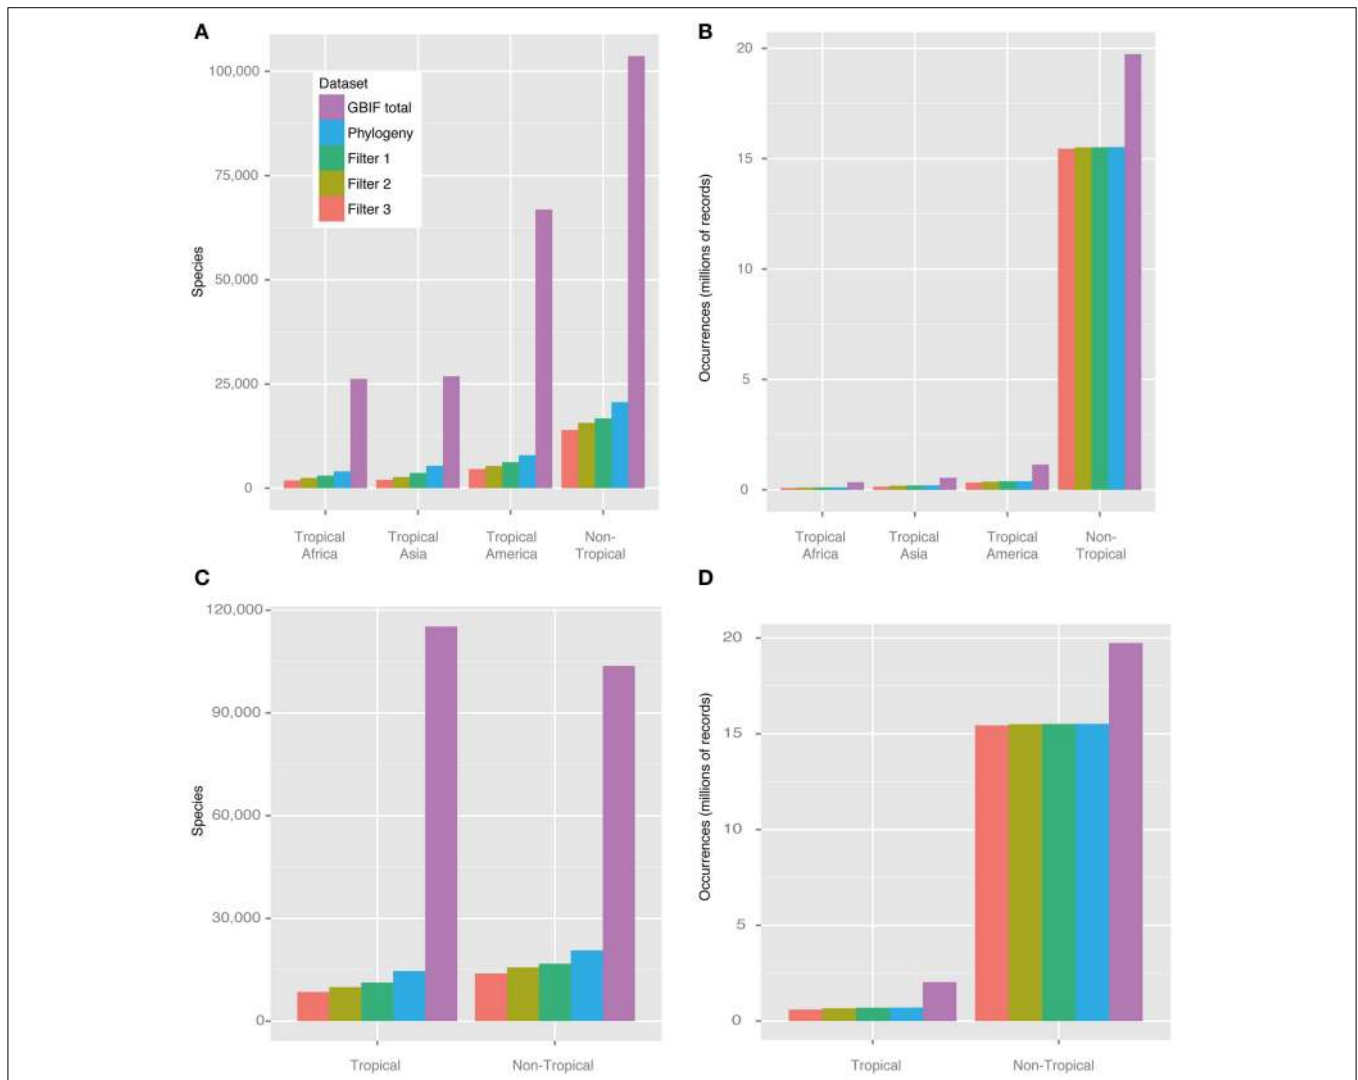 A
Species
100,000
75,000
50,000
25,000
0
Dataset
GBIF total
Phylogeny
Filter 1
Filter 2
Filter 3
Tropical
Africa
Tropical
Asia
Tropical
America
Non-
Tropical
B
Occurrences (millions of records)
20
15
10
5
0
Tropical
Africa
Tropical
Asia
Tropical
America
Non-
Tropical
C
Species
120,000
90,000
60,000
30,000
0
Tropical
Non-Tropical
D
Occurrences (millions of records)
20
15
10
5
0
Tropical
Non-Tropical